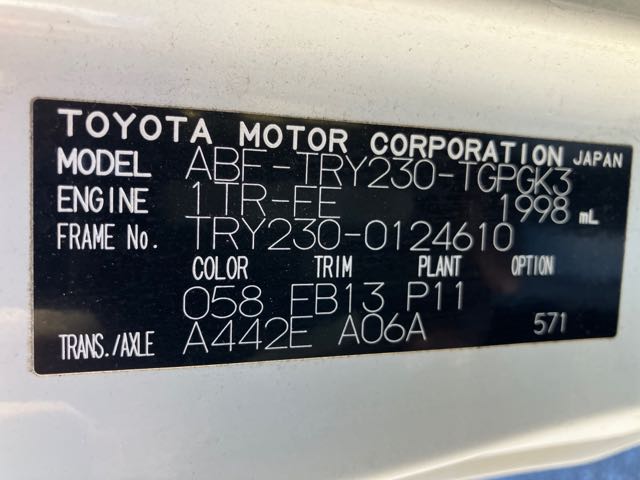 TOYOTA MOTOR CORPORATION JAPAN
MODEL ABF-TRY230-TGPGK3
ENGINE 1TR-FE 1998 mL
FRAME No. TRY230-0124610
COLOR TRIM PLANT OPTION
058 FB13 P11
TRANS./AXLE A442E A06A 571